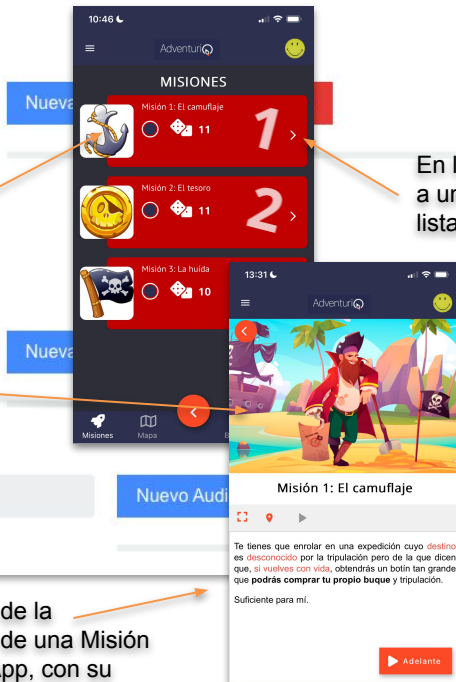 10:46
AdventuriQ
MISIONES
Nueva
Misión 1: El camuflaje
11
1
Misión 2: El tesoro
11
2
Misión 3: La huida
10
Nueva
Misiones
Mapa
En l
a un
lista
13:31
AdventuriQ
Misión 1: El camuflaje
Te tienes que enrolar en una expedición cuyo destino
es desconocido por la tripulación pero de la que dicen
que, si vuelves con vida, obtendrás un botín tan grande
que podrás comprar tu propio buque y tripulación.
Suficiente para mí.
Adelante
Nuevo Audi
de la
de una Misión
pp, con su